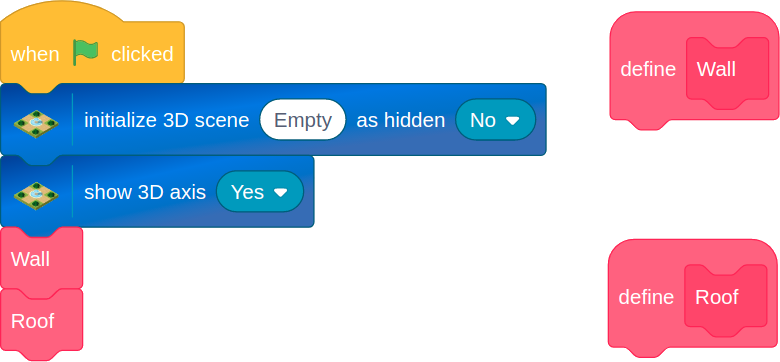 when clicked
initialize 3D scene Empty as hidden No
show 3D axis Yes
Wall
Roof
define Wall
define Roof